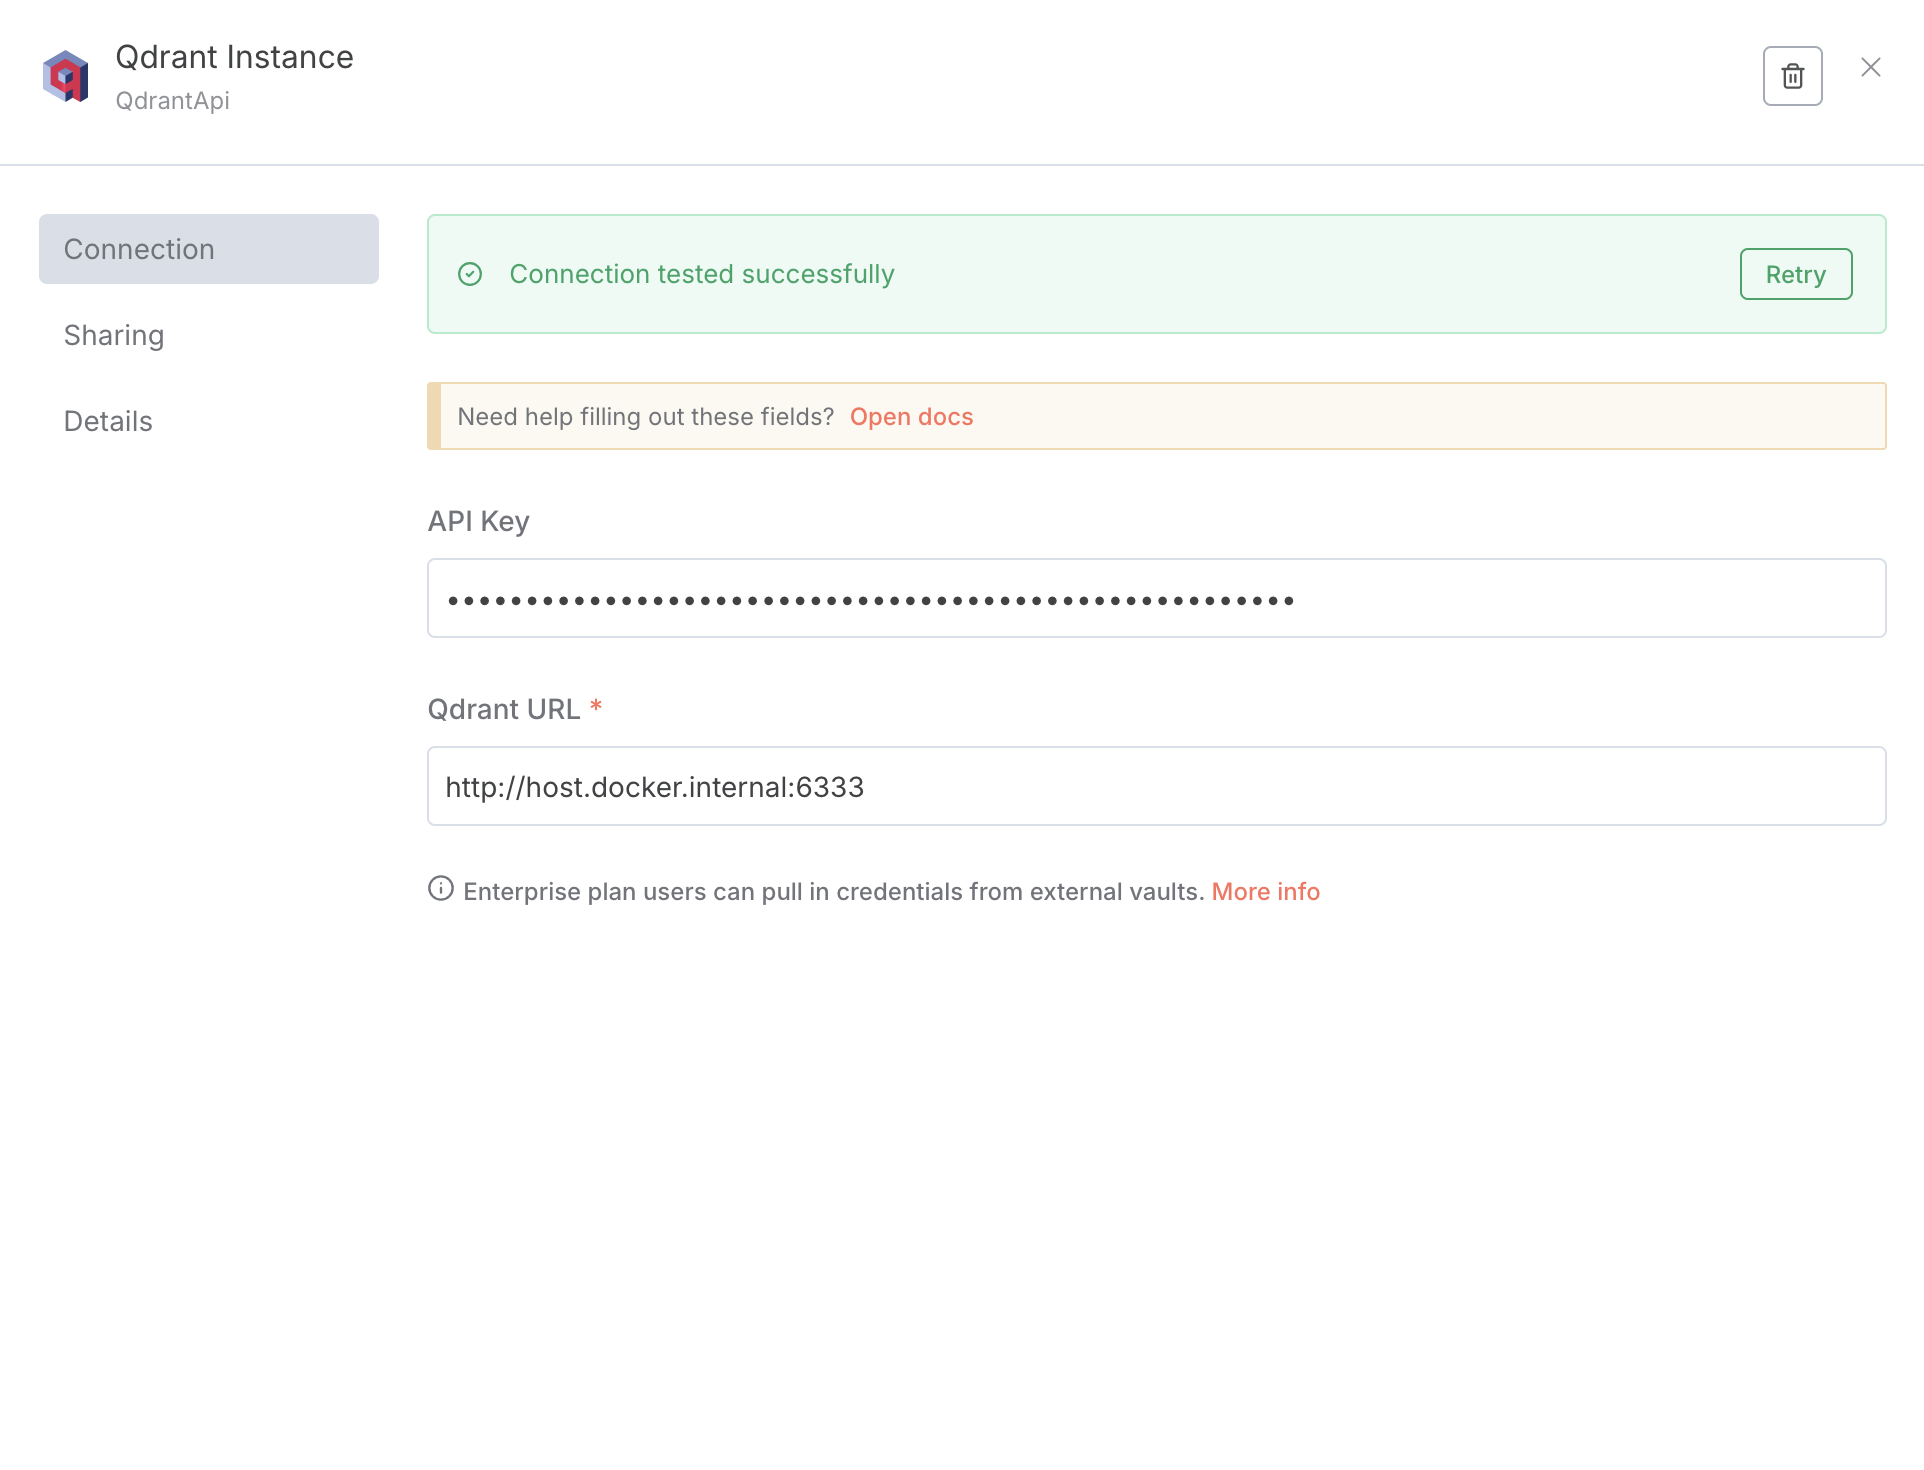 Qdrant Instance
QdrantApi
Connection
Sharing
Details
Connection tested successfully
Retry
Need help filling out these fields? Open docs
API Key
••••••••••••••••••••••••••••••••••••••••••••••••••••••
Qdrant URL *
http://host.docker.internal:6333
Enterprise plan users can pull in credentials from external vaults. More info